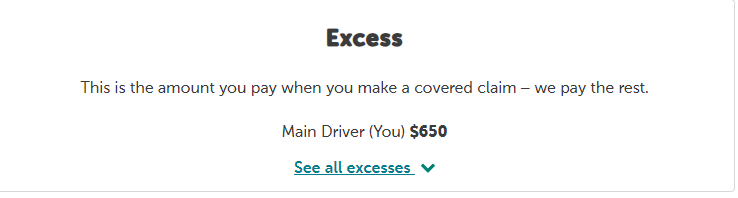 Excess
This is the amount you pay when you make a covered claim – we pay the rest.
Main Driver (You) $650
See all excesses